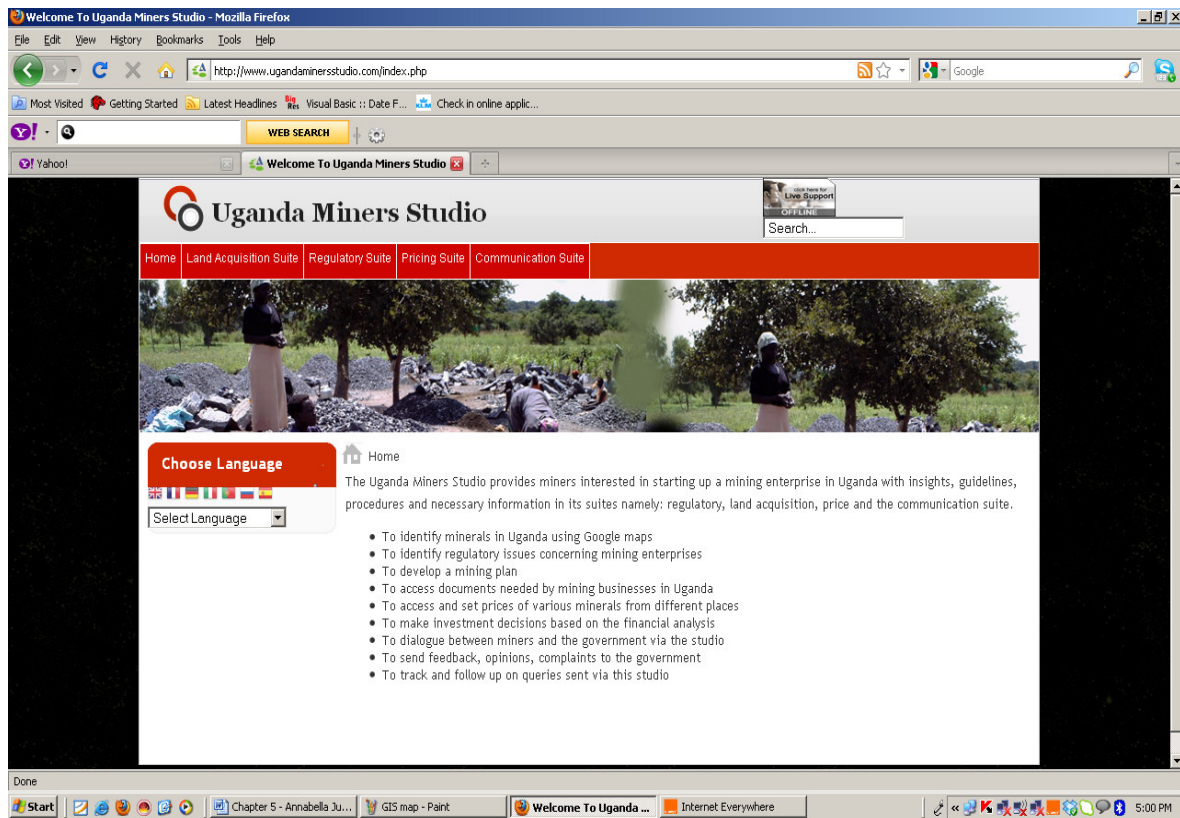 Welcome To Uganda Miners Studio - Mozilla Firefox
File Edit View History Bookmarks Tools Help
http://www.ugandaminersstudio.com/index.php
Google
Most Visited Getting Started Latest Headlines Big Res Visual Basic :: Date F... KLM Check in online applic...
Y! WEB SEARCH
Y! Yahoo! Welcome To Uganda Miners Studio
Uganda Miners Studio
click here for
Live Support
OFFLINE
Search...
Home Land Acquisition Suite Regulatory Suite Pricing Suite Communication Suite
Choose Language
Select Language
Home
The Uganda Miners Studio provides miners interested in starting up a mining enterprise in Uganda with insights, guidelines,
procedures and necessary information in its suites namely: regulatory, land acquisition, price and the communication suite.
• To identify minerals in Uganda using Google maps
• To identify regulatory issues concerning mining enterprises
• To develop a mining plan
• To access documents needed by mining businesses in Uganda
• To access and set prices of various minerals from different places
• To make investment decisions based on the financial analysis
• To dialogue between miners and the government via the studio
• To send feedback, opinions, complaints to the government
• To track and follow up on queries sent via this studio
Done
Start Chapter 5 - Annabella Ju... GIS map - Paint Welcome To Uganda ... Internet Everywhere 5:00 PM